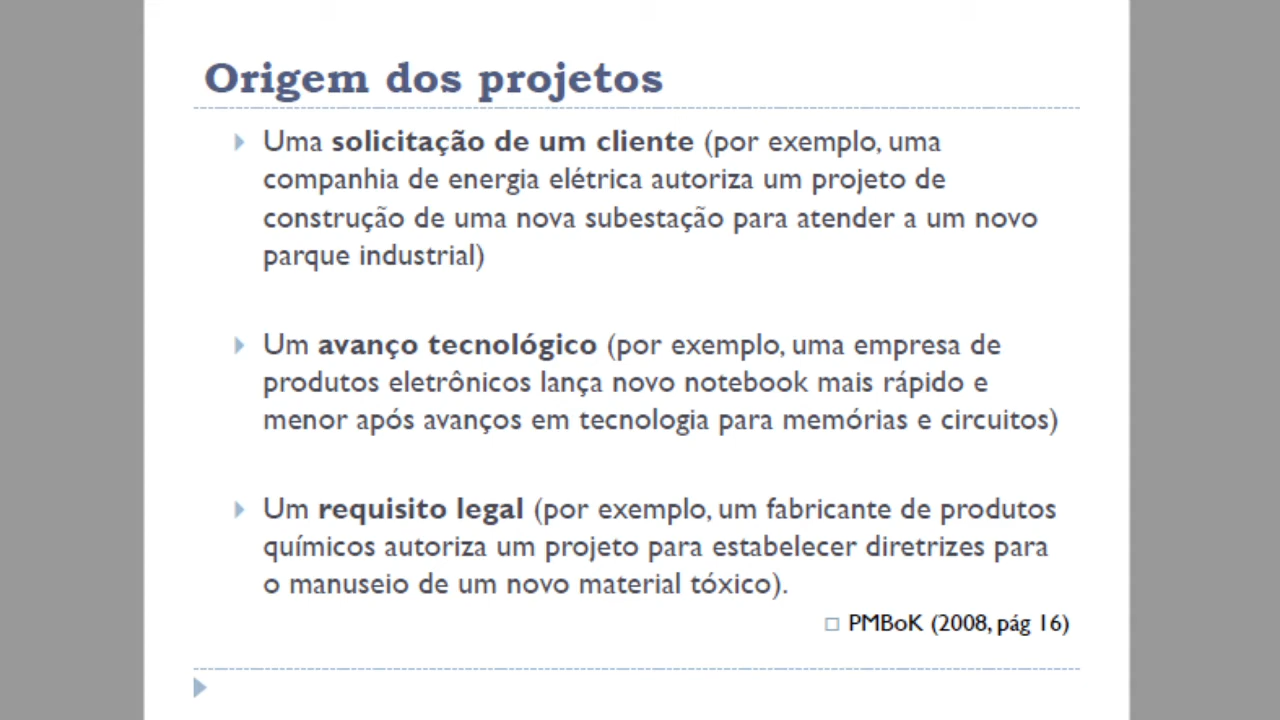 Origem dos projetos
Uma solicitação de um cliente (por exemplo, uma
companhia de energia elétrica autoriza um projeto de
construção de uma nova subestação para atender a um novo
parque industrial)
Um avanço tecnológico (por exemplo, uma empresa de
produtos eletrônicos lança novo notebook mais rápido e
menor após avanços em tecnologia para memórias e circuitos)
Um requisito legal (por exemplo, um fabricante de produtos
químicos autoriza um projeto para estabelecer diretrizes para
o manuseio de um novo material tóxico).
PMBoK (2008, pág 16)